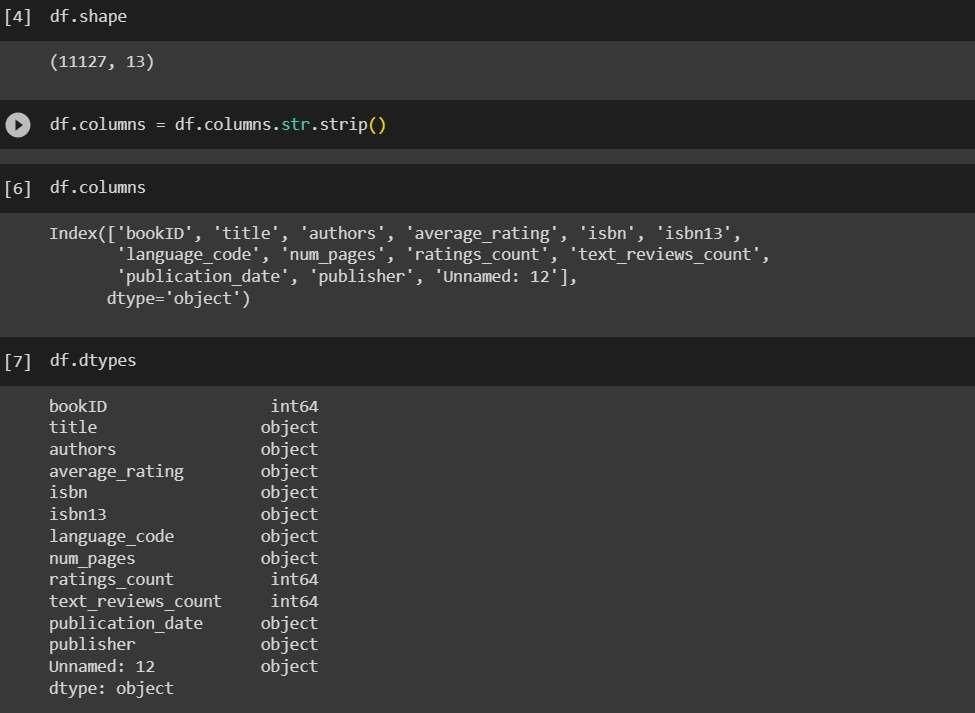 [4] df.shape
(11127, 13)
df.columns = df.columns.str.strip()
[6] df.columns
Index(['bookID', 'title', 'authors', 'average_rating', 'isbn', 'isbn13',
'language_code', 'num_pages', 'ratings_count', 'text_reviews_count',
'publication_date', 'publisher', 'Unnamed: 12'],
dtype='object')
[7] df.dtypes
bookID int64
title object
authors object
average_rating object
isbn object
isbn13 object
language_code object
num_pages object
ratings_count int64
text_reviews_count int64
publication_date object
publisher object
Unnamed: 12 object
dtype: object